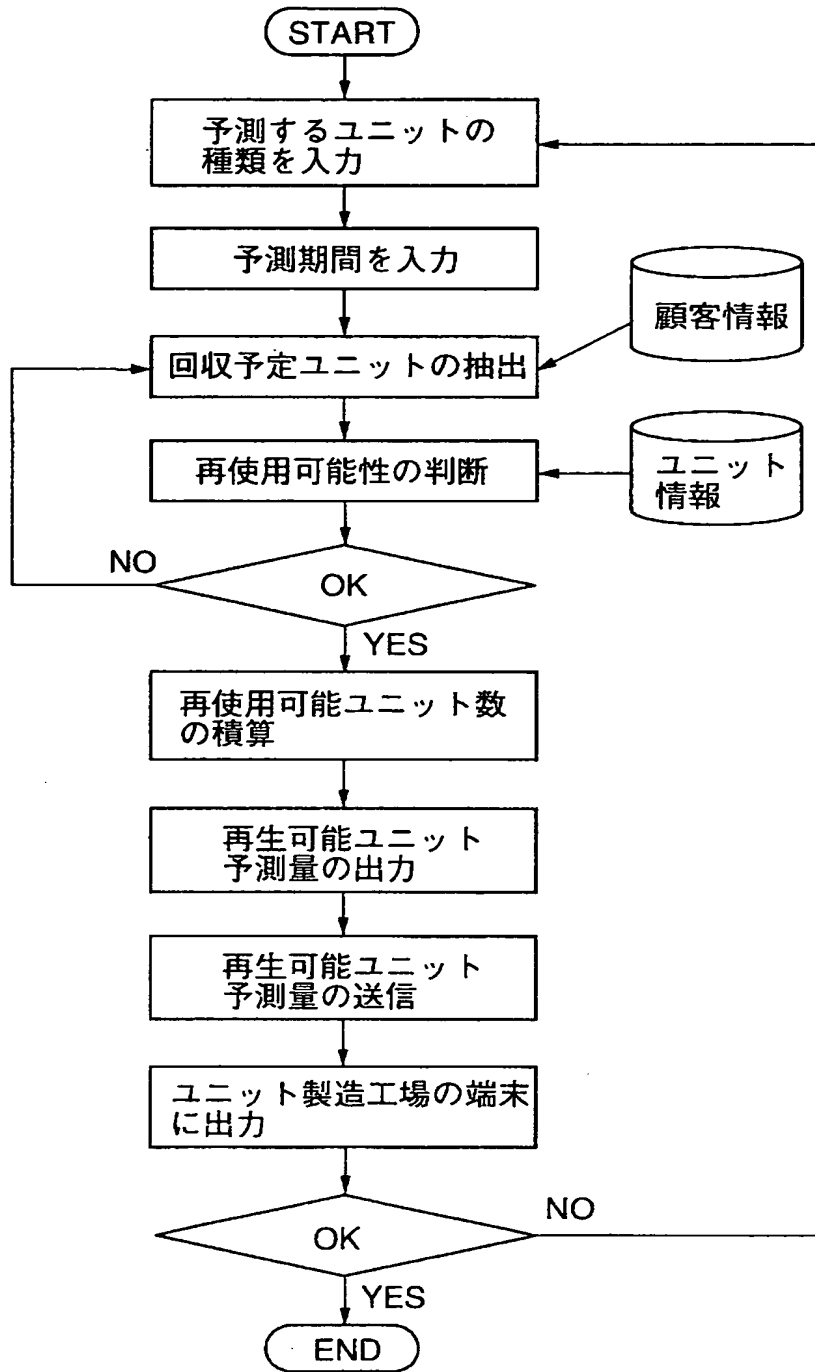 START
予測するユニットの
種類を入力
予測期間を入力
顧客情報
回収予定ユニットの抽出
再使用可能性の判断
ユニット
情報
NO
OK
YES
再使用可能ユニット数
の積算
再生可能ユニット
予測量の出力
再生可能ユニット
予測量の送信
ユニット製造工場の端末
に出力
NO
OK
YES
END